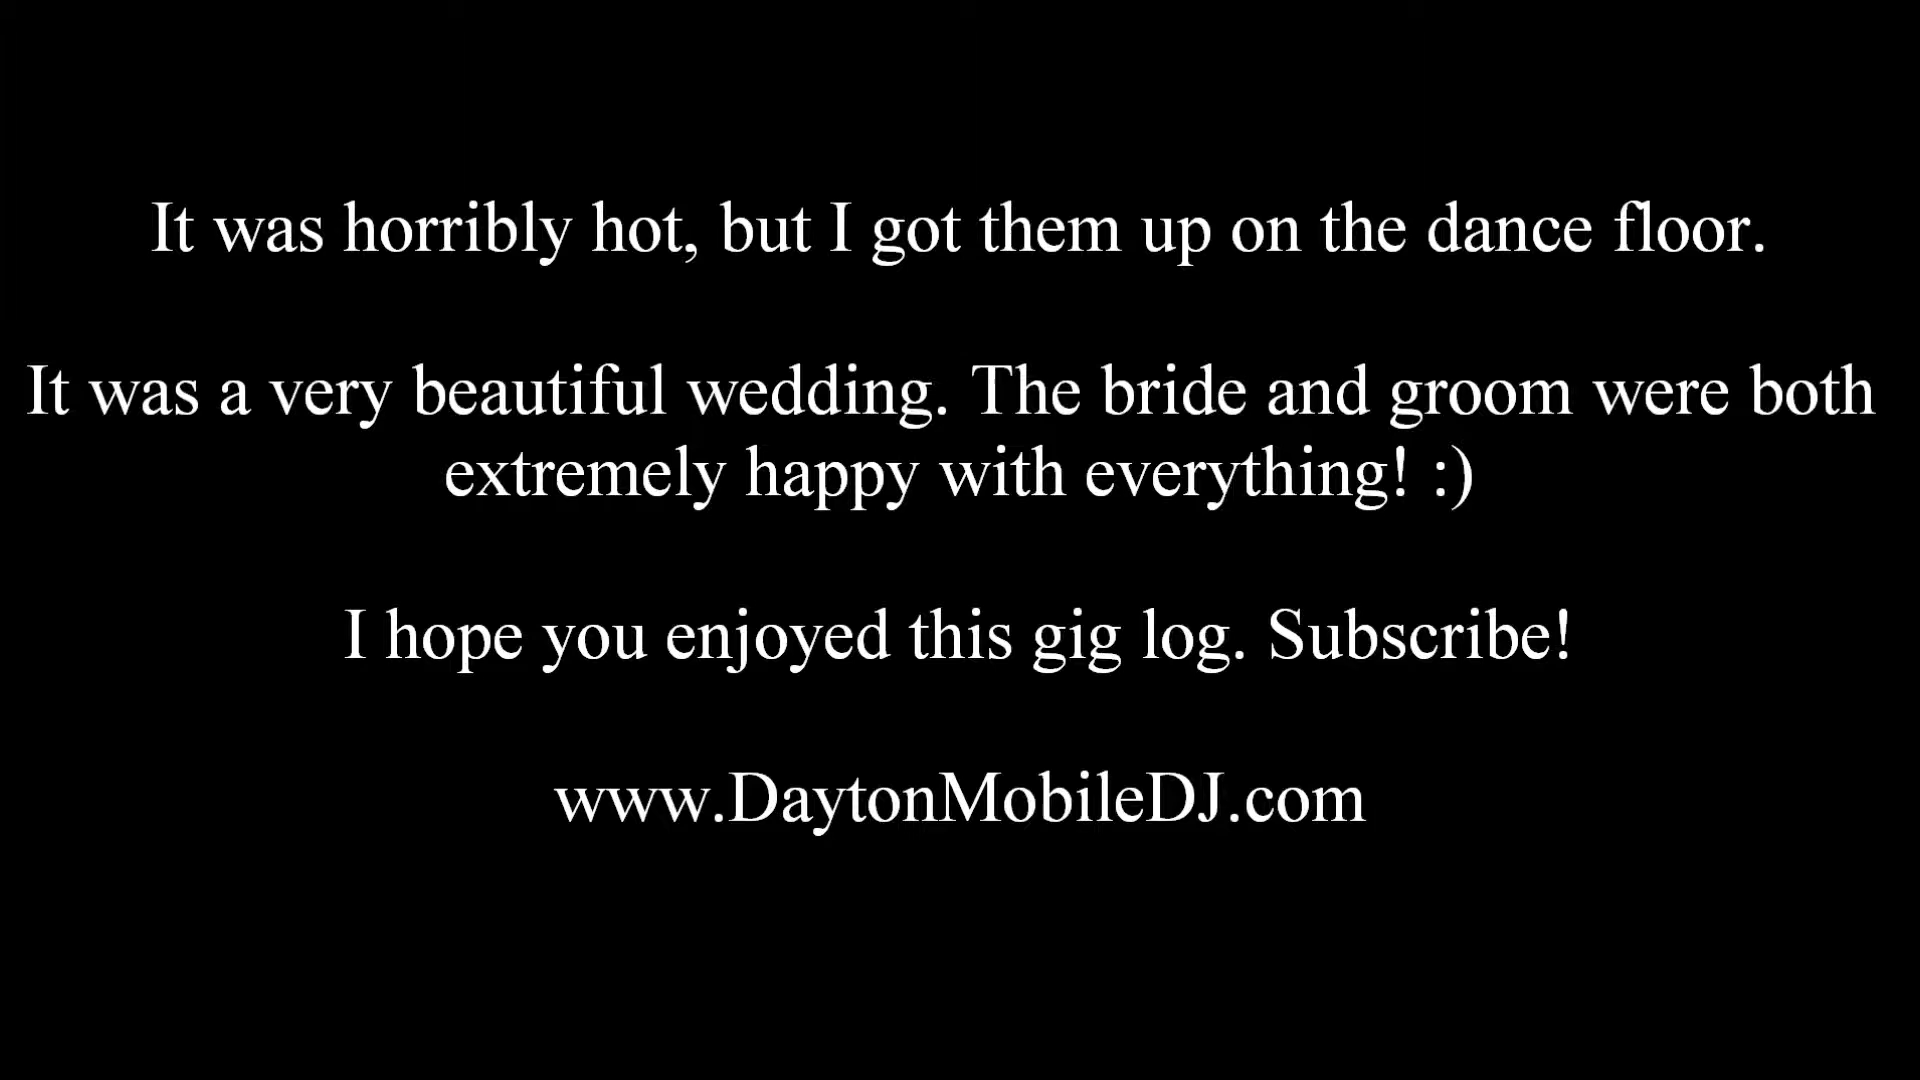 It was horribly hot, but I got them up on the dance floor.
It was a very beautiful wedding. The bride and groom were both
extremely happy with everything! :)
I hope you enjoyed this gig log. Subscribe!
www.DaytonMobileDJ.com